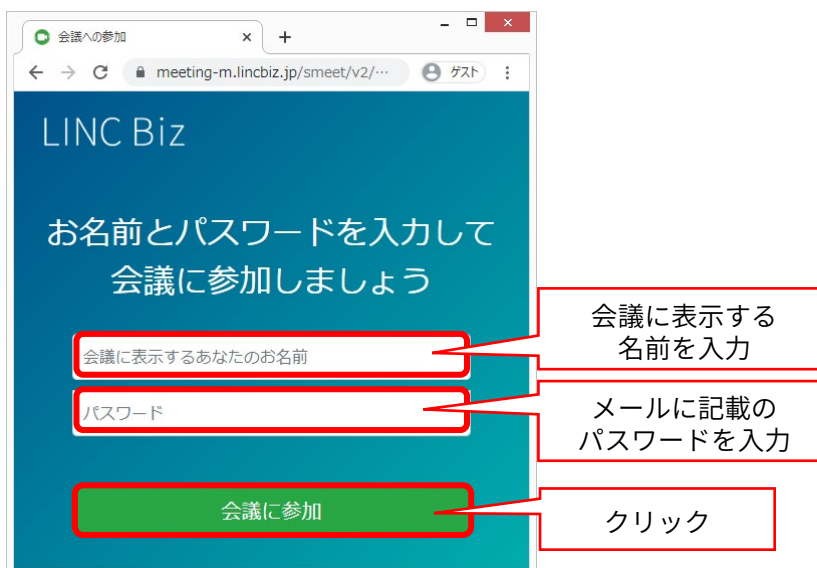 会議への参加
meeting-m.lincbiz.jp/smeet/v2/…
ゲスト
LINC Biz
お名前とパスワードを入力して
会議に参加しましょう
会議に表示するあなたのお名前
会議に表示する
名前を入力
パスワード
メールに記載の
パスワードを入力
会議に参加
クリック